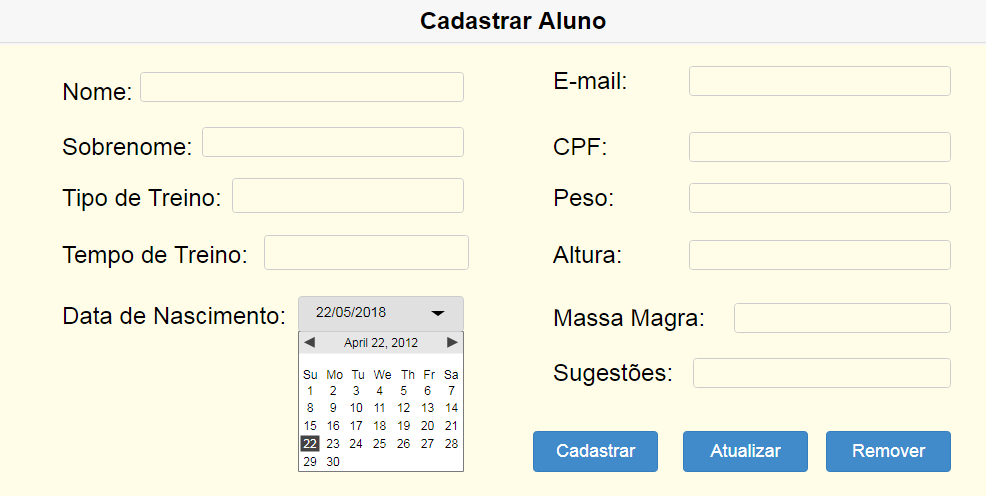 Cadastrar Aluno
Nome:
Sobrenome:
Tipo de Treino:
Tempo de Treino:
Data de Nascimento: 22/05/2018
April 22, 2012
Su Mo Tu We Th Fr Sa
1 2 3 4 5 6 7
8 9 10 11 12 13 14
15 16 17 18 19 20 21
22 23 24 25 26 27 28
29 30
E-mail:
CPF:
Peso:
Altura:
Massa Magra:
Sugestões:
Cadastrar Atualizar Remover